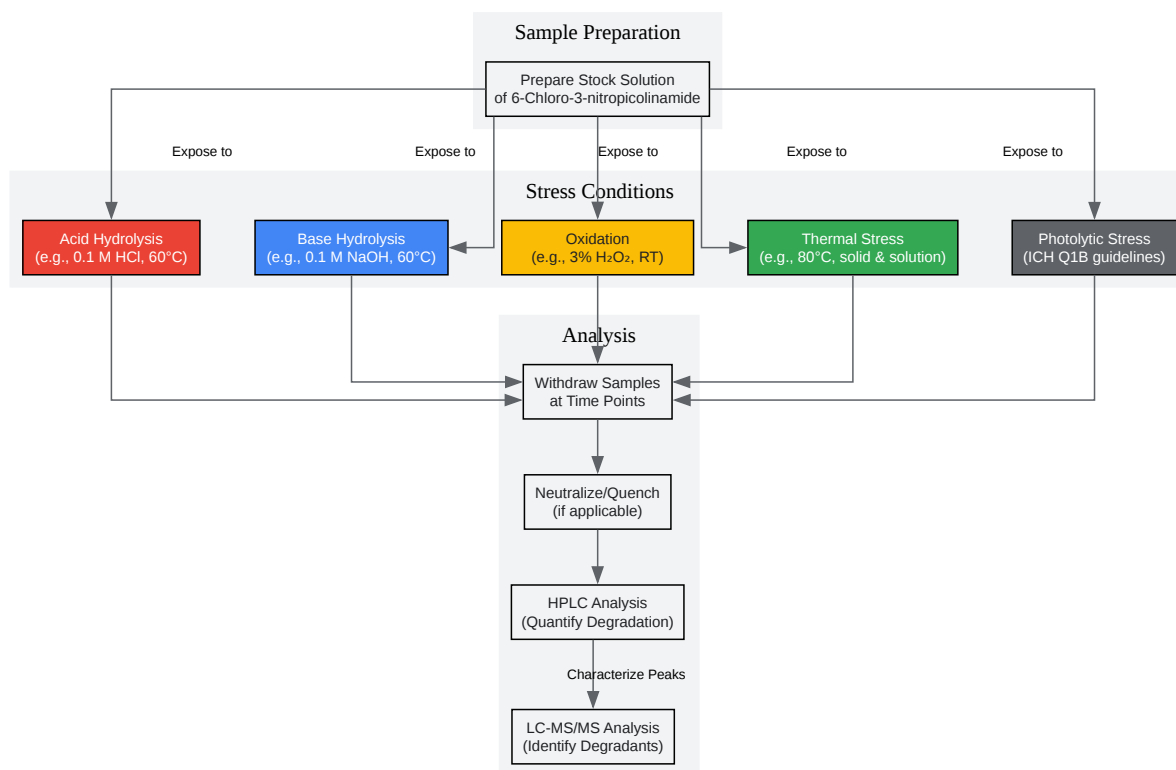 Sample Preparation
Prepare Stock Solution
of 6-Chloro-3-nitropicolinamide
Expose to
Expose to
Expose to
Expose to
Expose to
Stress Conditions
Acid Hydrolysis
(e.g., 0.1 M HCl, 60°C)
Base Hydrolysis
(e.g., 0.1 M NaOH, 60°C)
Oxidation
(e.g., 3% H₂O₂, RT)
Thermal Stress
(e.g., 80°C, solid & solution)
Photolytic Stress
(ICH Q1B guidelines)
Analysis
Withdraw Samples
at Time Points
Neutralize/Quench
(if applicable)
HPLC Analysis
(Quantify Degradation)
Characterize Peaks
LC-MS/MS Analysis
(Identify Degradants)